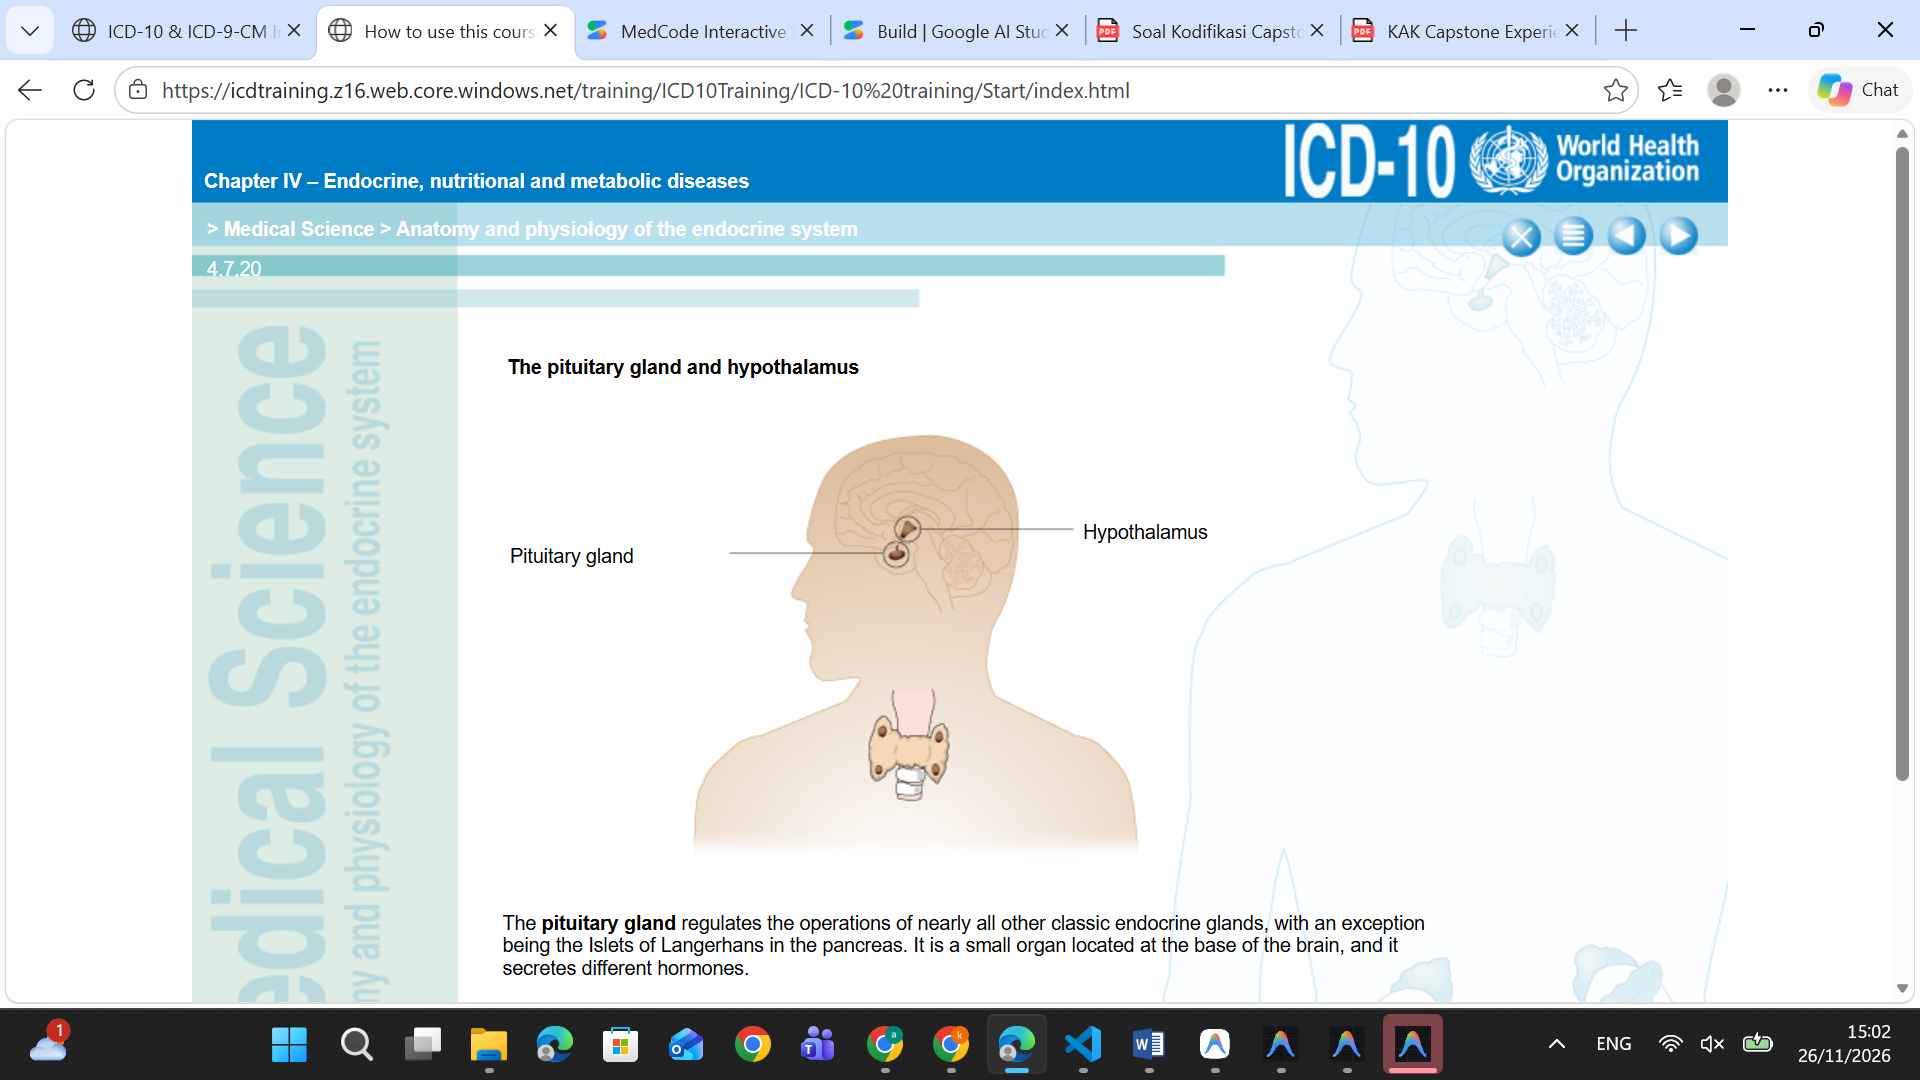 ICD-10 & ICD-9-CM I
How to use this cours
MedCode Interactive
Build | Google AI Stuc
Soal Kodifikasi Capsto
KAK Capstone Experie
https://icdtraining.z16.web.core.windows.net/training/ICD10Training/ICD-10%20training/Start/index.html
Chat
Chapter IV – Endocrine, nutritional and metabolic diseases
ICD-10
World Health
Organization
> Medical Science > Anatomy and physiology of the endocrine system
4.7.20
edical Science
ny and physiology of the endocrine system
The pituitary gland and hypothalamus
Hypothalamus
Pituitary gland
The pituitary gland regulates the operations of nearly all other classic endocrine glands, with an exception
being the Islets of Langerhans in the pancreas. It is a small organ located at the base of the brain, and it
secretes different hormones.
1
ENG
15:02
26/11/2026